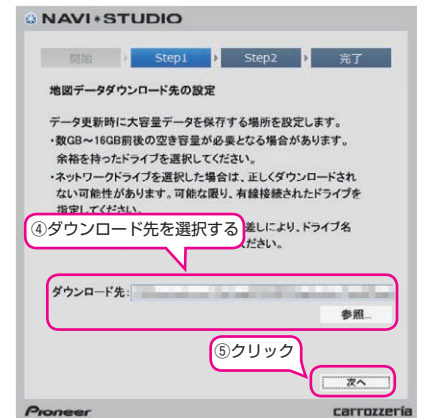 NAVI*STUDIO
開始 Step1 Step2 完了
地図データダウンロード先の設定
データ更新時に大容量データを保存する場所を設定します。
・数GB～16GB前後の空き容量が必要となる場合があります。
余裕を持ったドライブを選択してください。
・ネットワークドライブを選択した場合は、正しくダウンロードされ
ない可能性があります。可能な限り、有線接続されたドライブを
指定してください。
④ダウンロード先を選択する
差しにより、ドライブ名
ださい。
ダウンロード先:
参照...
⑤クリック
次へ
Pioneer carrozzeria